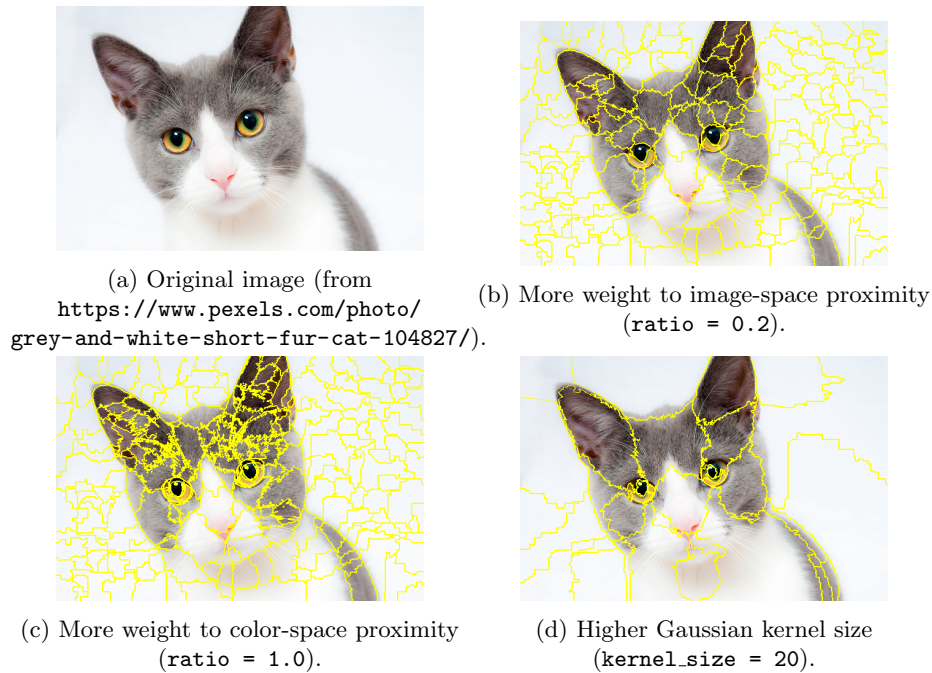 (a) Original image (from
https://www.pexels.com/photo/
grey-and-white-short-fur-cat-104827/).
(b) More weight to image-space proximity
(ratio = 0.2).
(c) More weight to color-space proximity
(ratio = 1.0).
(d) Higher Gaussian kernel size
(kernel_size = 20).